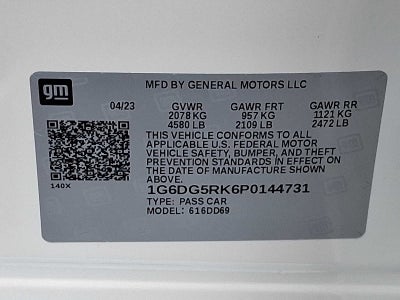 gm
MFD BY GENERAL MOTORS LLC
04/23 GVWR GAWR FRT GAWR RR
2078 KG 957 KG 1121 KG
4580 LB 2109 LB 2472 LB
THIS VEHICLE CONFORMS TO ALL
APPLICABLE U.S. FEDERAL MOTOR
VEHICLE SAFETY, BUMPER, AND THEFT
PREVENTION STANDARDS IN EFFECT ON
THE DATE OF MANUFACTURE SHOWN
ABOVE.
140X
1G6DG5RK6P0144731
TYPE: PASS CAR
MODEL: 616DD69